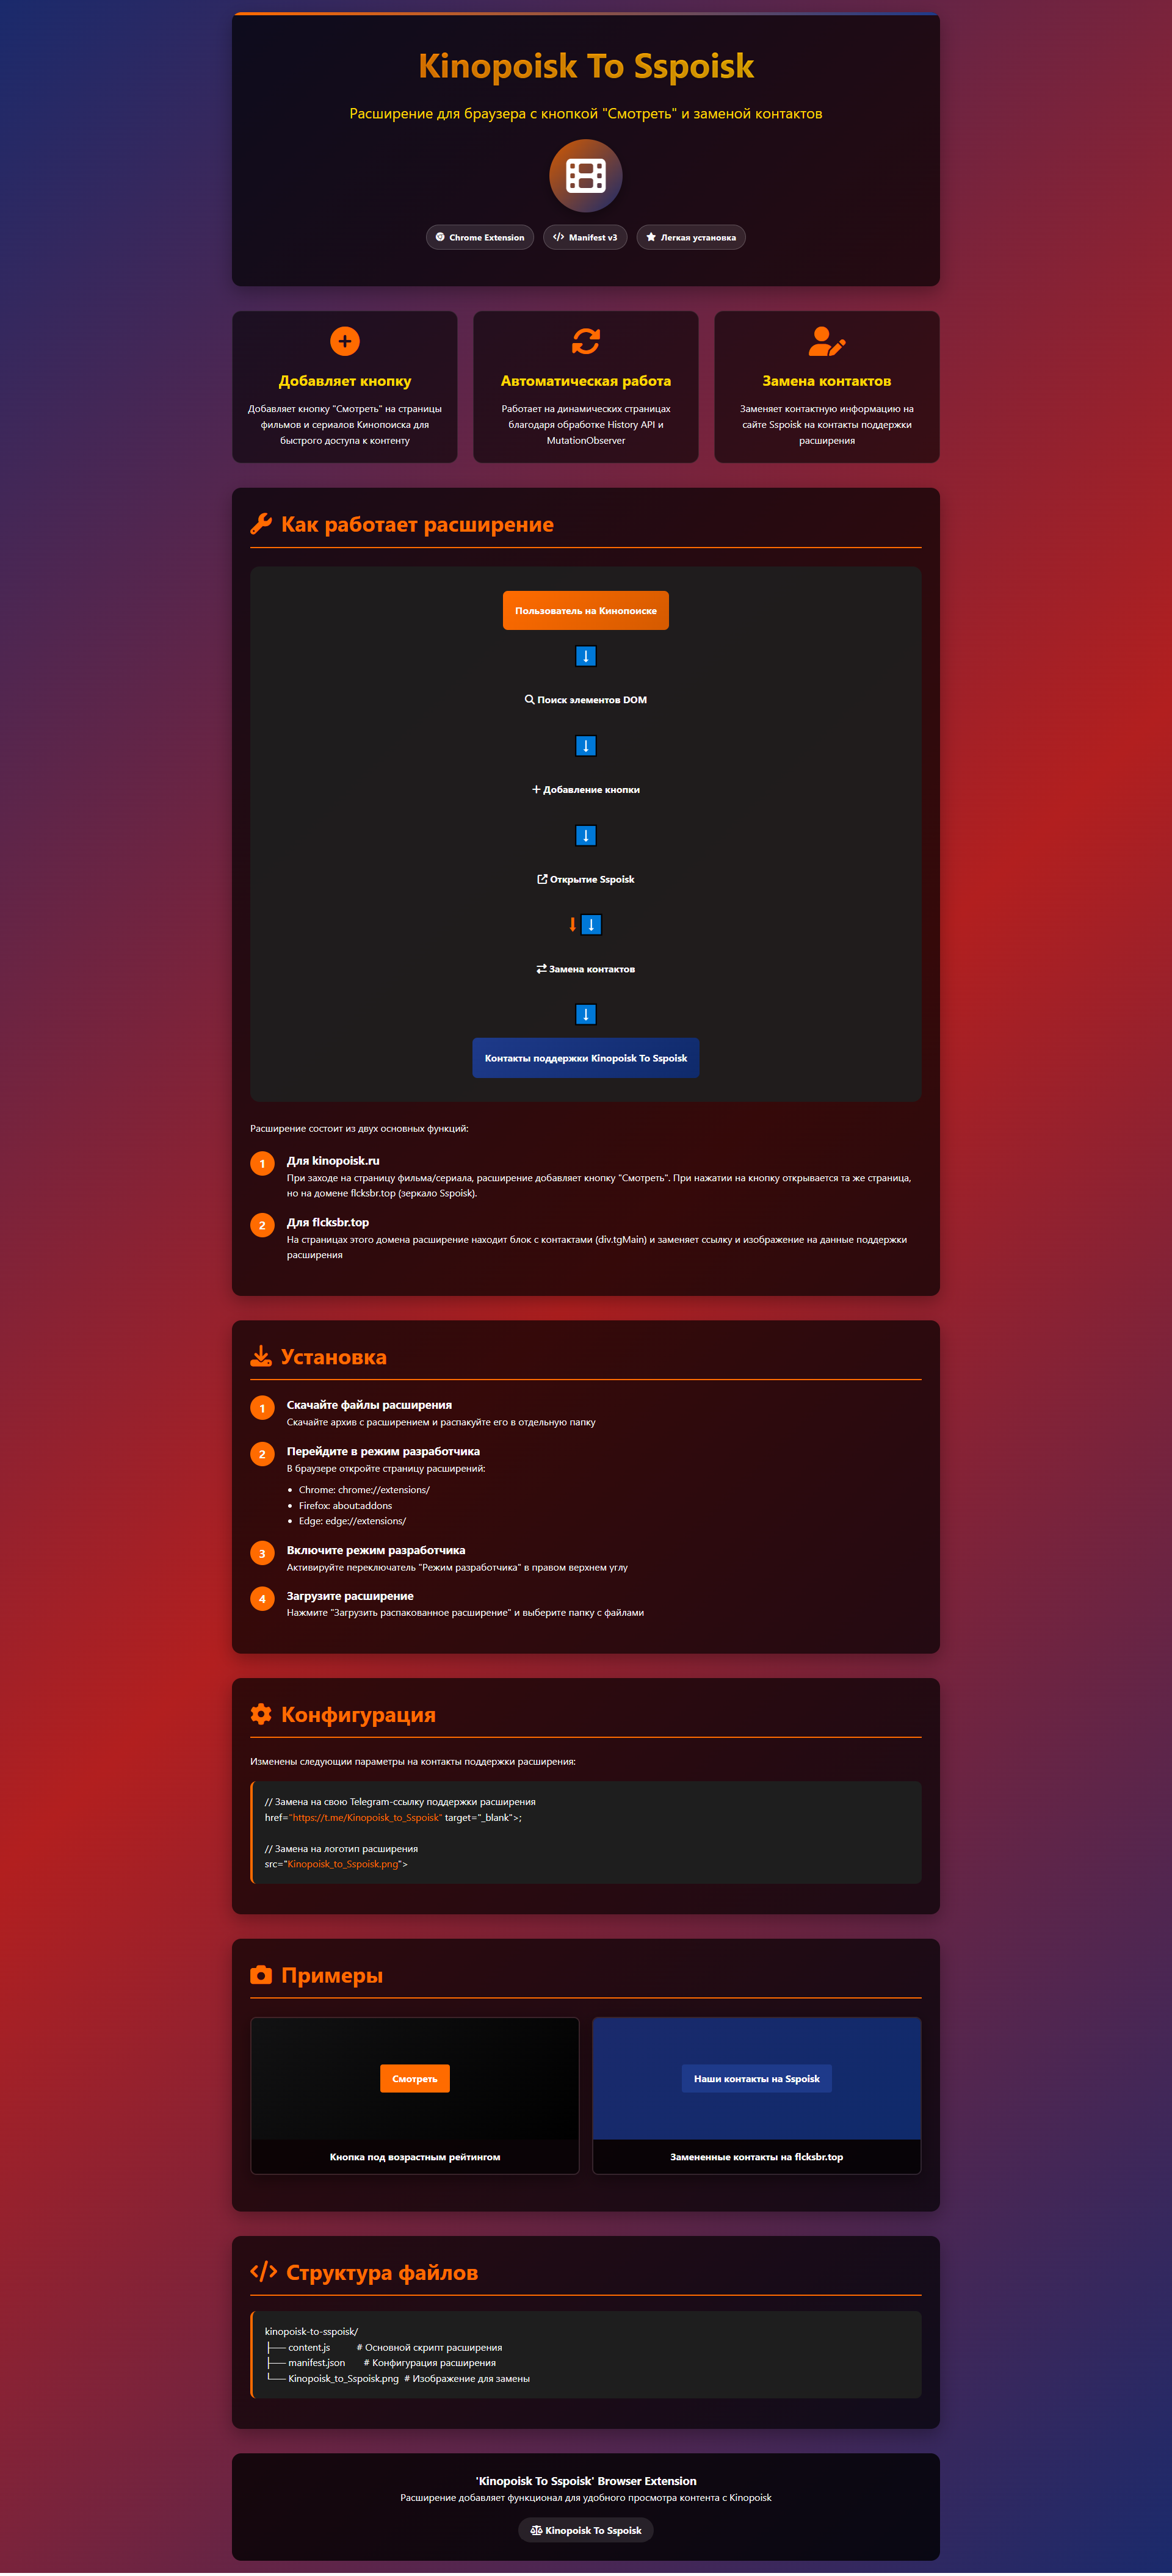 Kinopoisk To Sspoisk
Расширение для браузера с кнопкой "Смотреть" и заменой контактов
Chrome Extension
Manifest v3
Легкая установка
Добавляет кнопку
Добавляет кнопку "Смотреть" на страницы
фильмов и сериалов Кинопоиска для
быстрого доступа к контенту
Автоматическая работа
Работает на динамических страницах
благодаря обработке History API и
MutationObserver
Замена контактов
Заменяет контактную информацию на
сайте Sspoisk на контакты поддержки
расширения
Как работает расширение
Пользователь на Кинопоиске
⬇
Поиск элементов DOM
⬇
Добавление кнопки
⬇
Открытие Sspoisk
⬇ ⬇
Замена контактов
⬇
Контакты поддержки Kinopoisk To Sspoisk
Расширение состоит из двух основных функций:
1
Для kinopoisk.ru
При заходе на страницу фильма/сериала, расширение добавляет кнопку "Смотреть". При нажатии на кнопку открывается та же страница,
но на домене flcksbr.top (зеркало Sspoisk).
2
Для flcksbr.top
На страницах этого домена расширение находит блок с контактами (div.tgMain) и заменяет ссылку и изображение на данные поддержки
расширения
Установка
1
Скачайте файлы расширения
Скачайте архив с расширением и распакуйте его в отдельную папку
2
Перейдите в режим разработчика
В браузере откройте страницу расширений:
• Chrome: chrome://extensions/
• Firefox: about:addons
• Edge: edge://extensions/
3
Включите режим разработчика
Активируйте переключатель "Режим разработчика" в правом верхнем углу
4
Загрузите расширение
Нажмите "Загрузить распакованное расширение" и выберите папку с файлами
Конфигурация
Изменены следующии параметры на контакты поддержки расширения:
// Замена на свою Telegram-ссылку поддержки расширения
href="https://t.me/Kinopoisk_to_Sspoisk" target="_blank">;
// Замена на логотип расширения
src="Kinopoisk_to_Sspoisk.png">
Примеры
Смотреть
Кнопка под возрастным рейтингом
Наши контакты на Sspoisk
Замененные контакты на flcksbr.top
Структура файлов
kinopoisk-to-sspoisk/
├── content.js # Основной скрипт расширения
├── manifest.json # Конфигурация расширения
└── Kinopoisk_to_Sspoisk.png # Изображение для замены
'Kinopoisk To Sspoisk' Browser Extension
Расширение добавляет функционал для удобного просмотра контента с Kinopoisk
Kinopoisk To Sspoisk